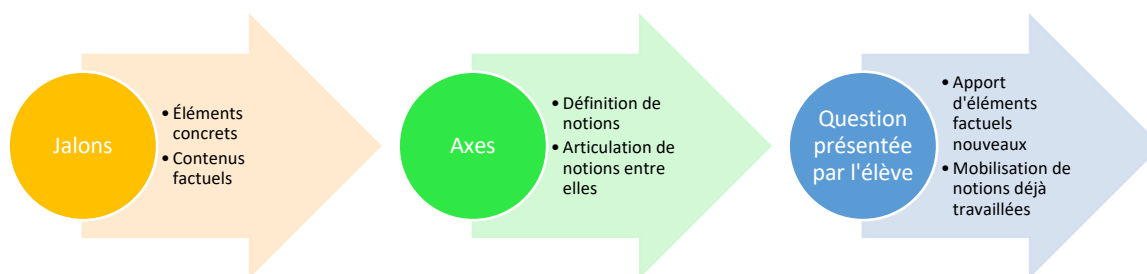 Jalons
• Éléments
concrets
• Contenus
factuels
Axes
• Définition de
notions
• Articulation de
notions entre
elles
Question
présentée
par l'élève
• Apport
d'éléments
factuels
nouveaux
• Mobilisation de
notions déjà
travaillées